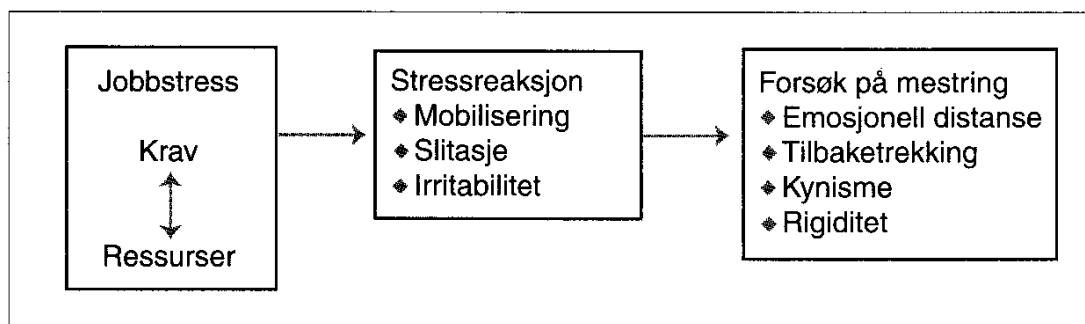 Jobbstress
Krav
Ressurser
Stressreaksjon
◆ Mobilisering
◆ Slitasje
◆ Irritabilitet
Forsøk på mestring
◆ Emosjonell distanse
◆ Tilbaketrekking
◆ Kynisme
◆ Rigiditet